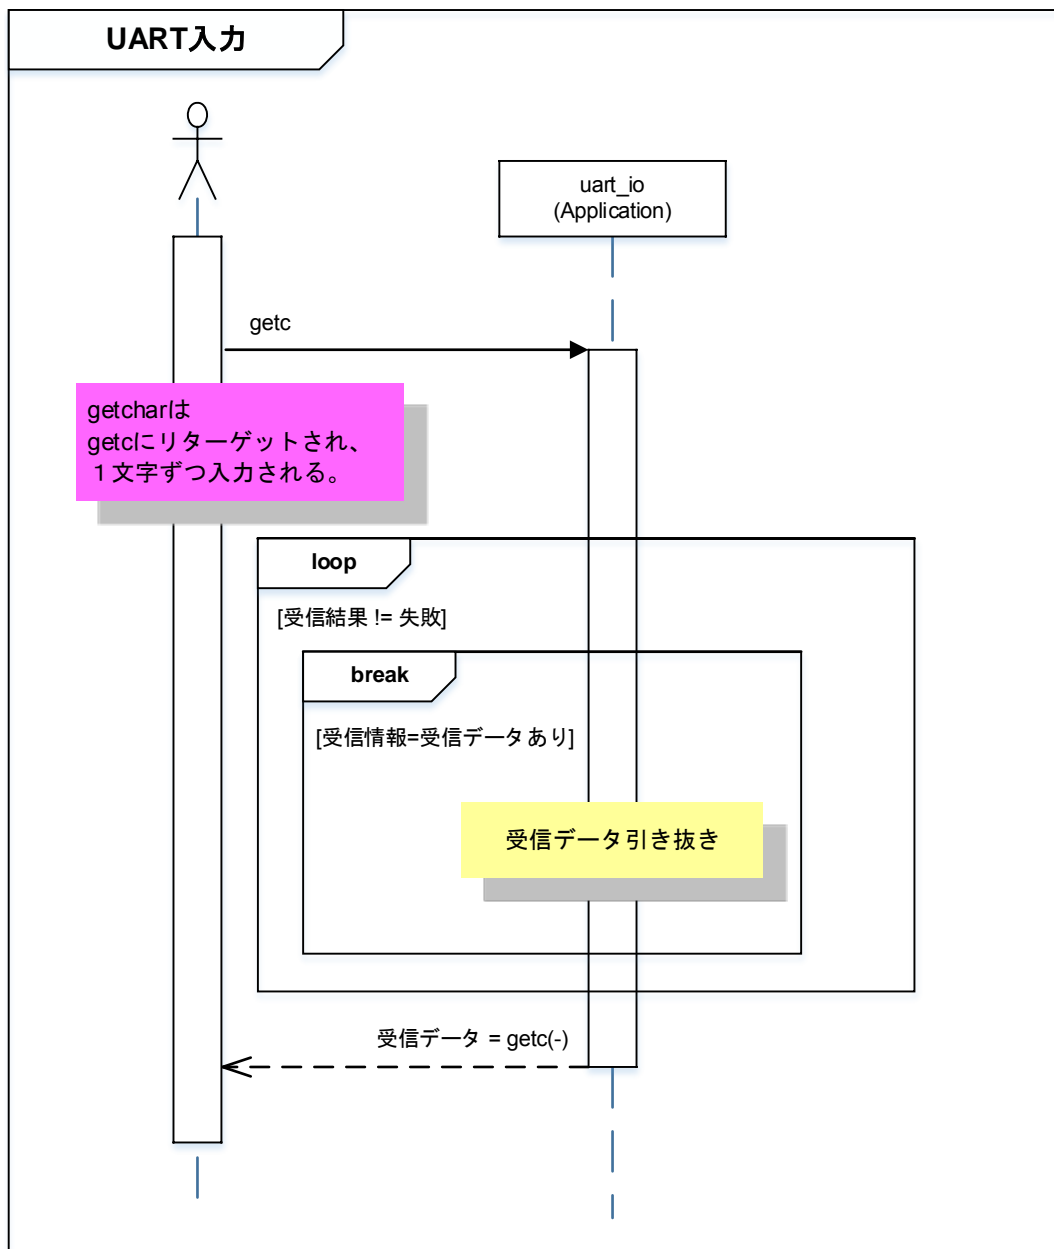 UART入力
uart_io
(Application)
getc
getcharは
getcにリターゲットされ、
１文字ずつ入力される。
loop
[受信結果 != 失敗]
break
[受信情報=受信データあり]
受信データ引き抜き
受信データ = getc(-)